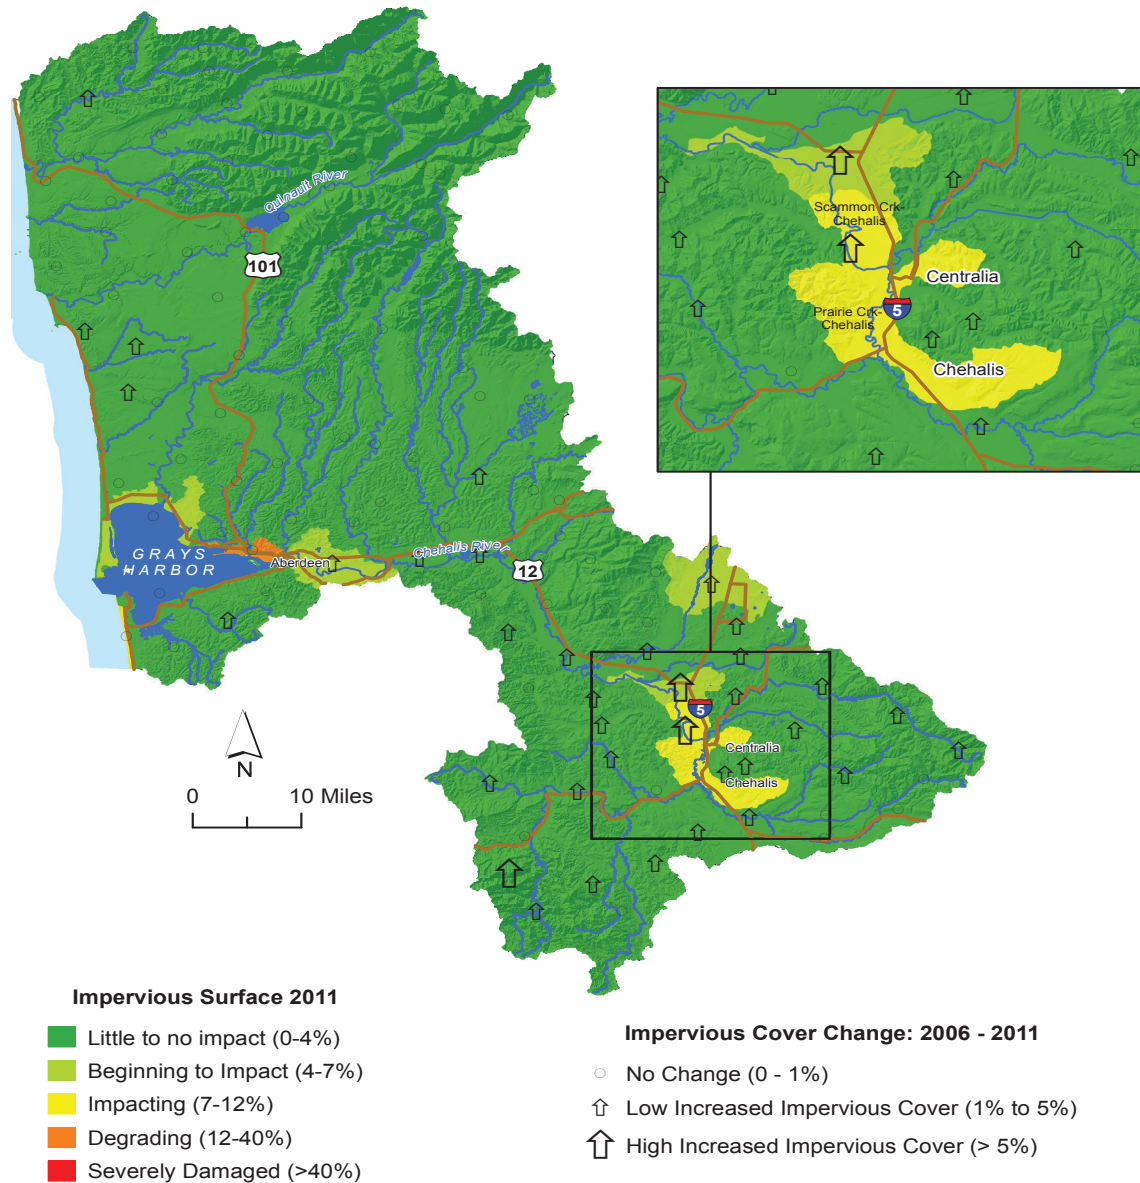 Quinault River
101
Scammon Crk-
Chehalis
Centralia
5
Prairie Crk-
Chehalis
Chehalis
GRAYS
HARBOR
Aberdeen
Chehalis River
12
5
Centralia
Chehalis
N
0 10 Miles
Impervious Surface 2011
Little to no impact (0-4%)
Beginning to Impact (4-7%)
Impacting (7-12%)
Degrading (12-40%)
Severely Damaged (>40%)
Impervious Cover Change: 2006 - 2011
No Change (0 - 1%)
Low Increased Impervious Cover (1% to 5%)
High Increased Impervious Cover (> 5%)